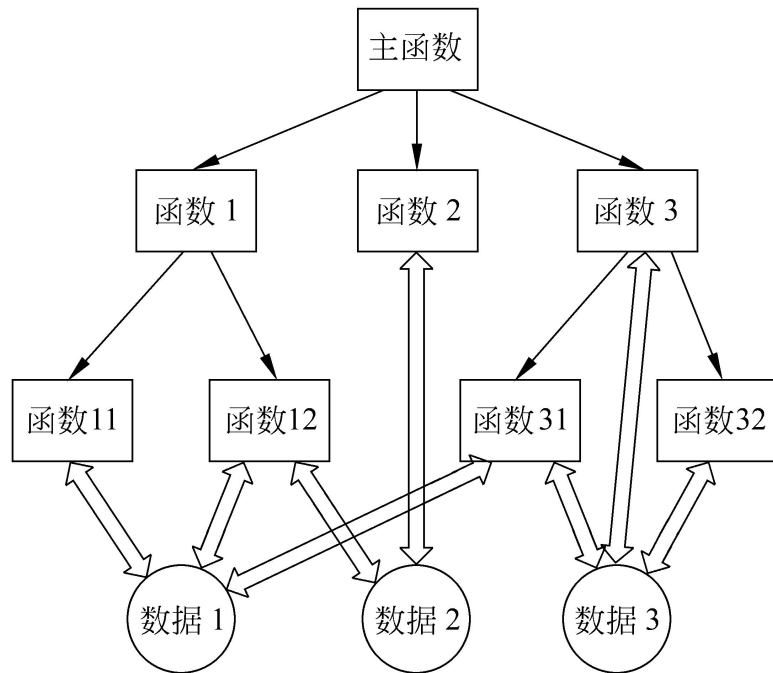 主函数
函数 1
函数 2
函数 3
函数11
函数12
函数31
函数32
数据 1
数据 2
数据 3